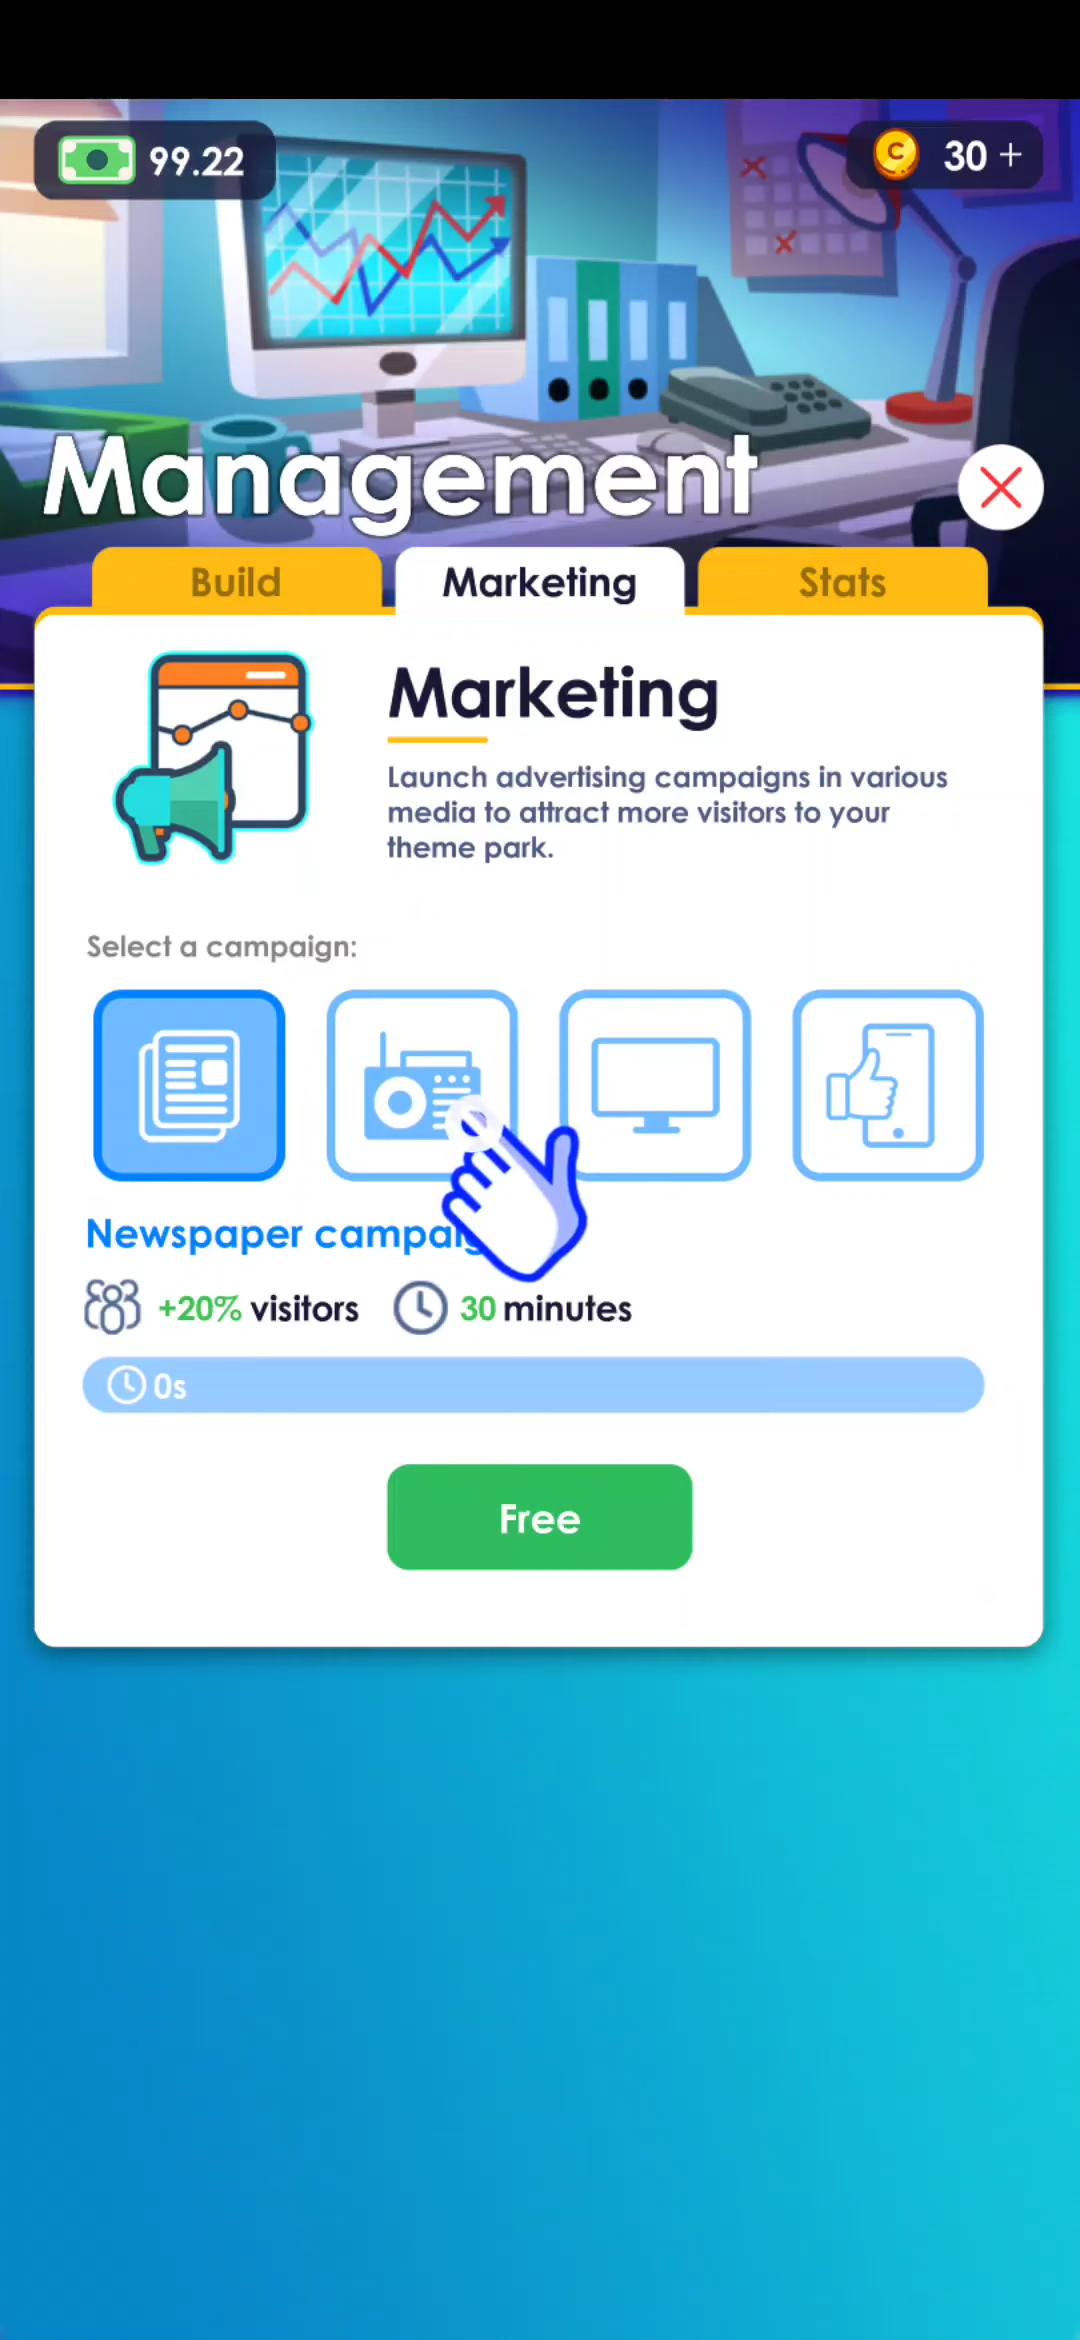 99.22
30 +
Management
Build
Marketing
Stats
Marketing
Launch advertising campaigns in various
media to attract more visitors to your
theme park.
Select a campaign:
Newspaper
+20% visitors
30 minutes
0s
Free